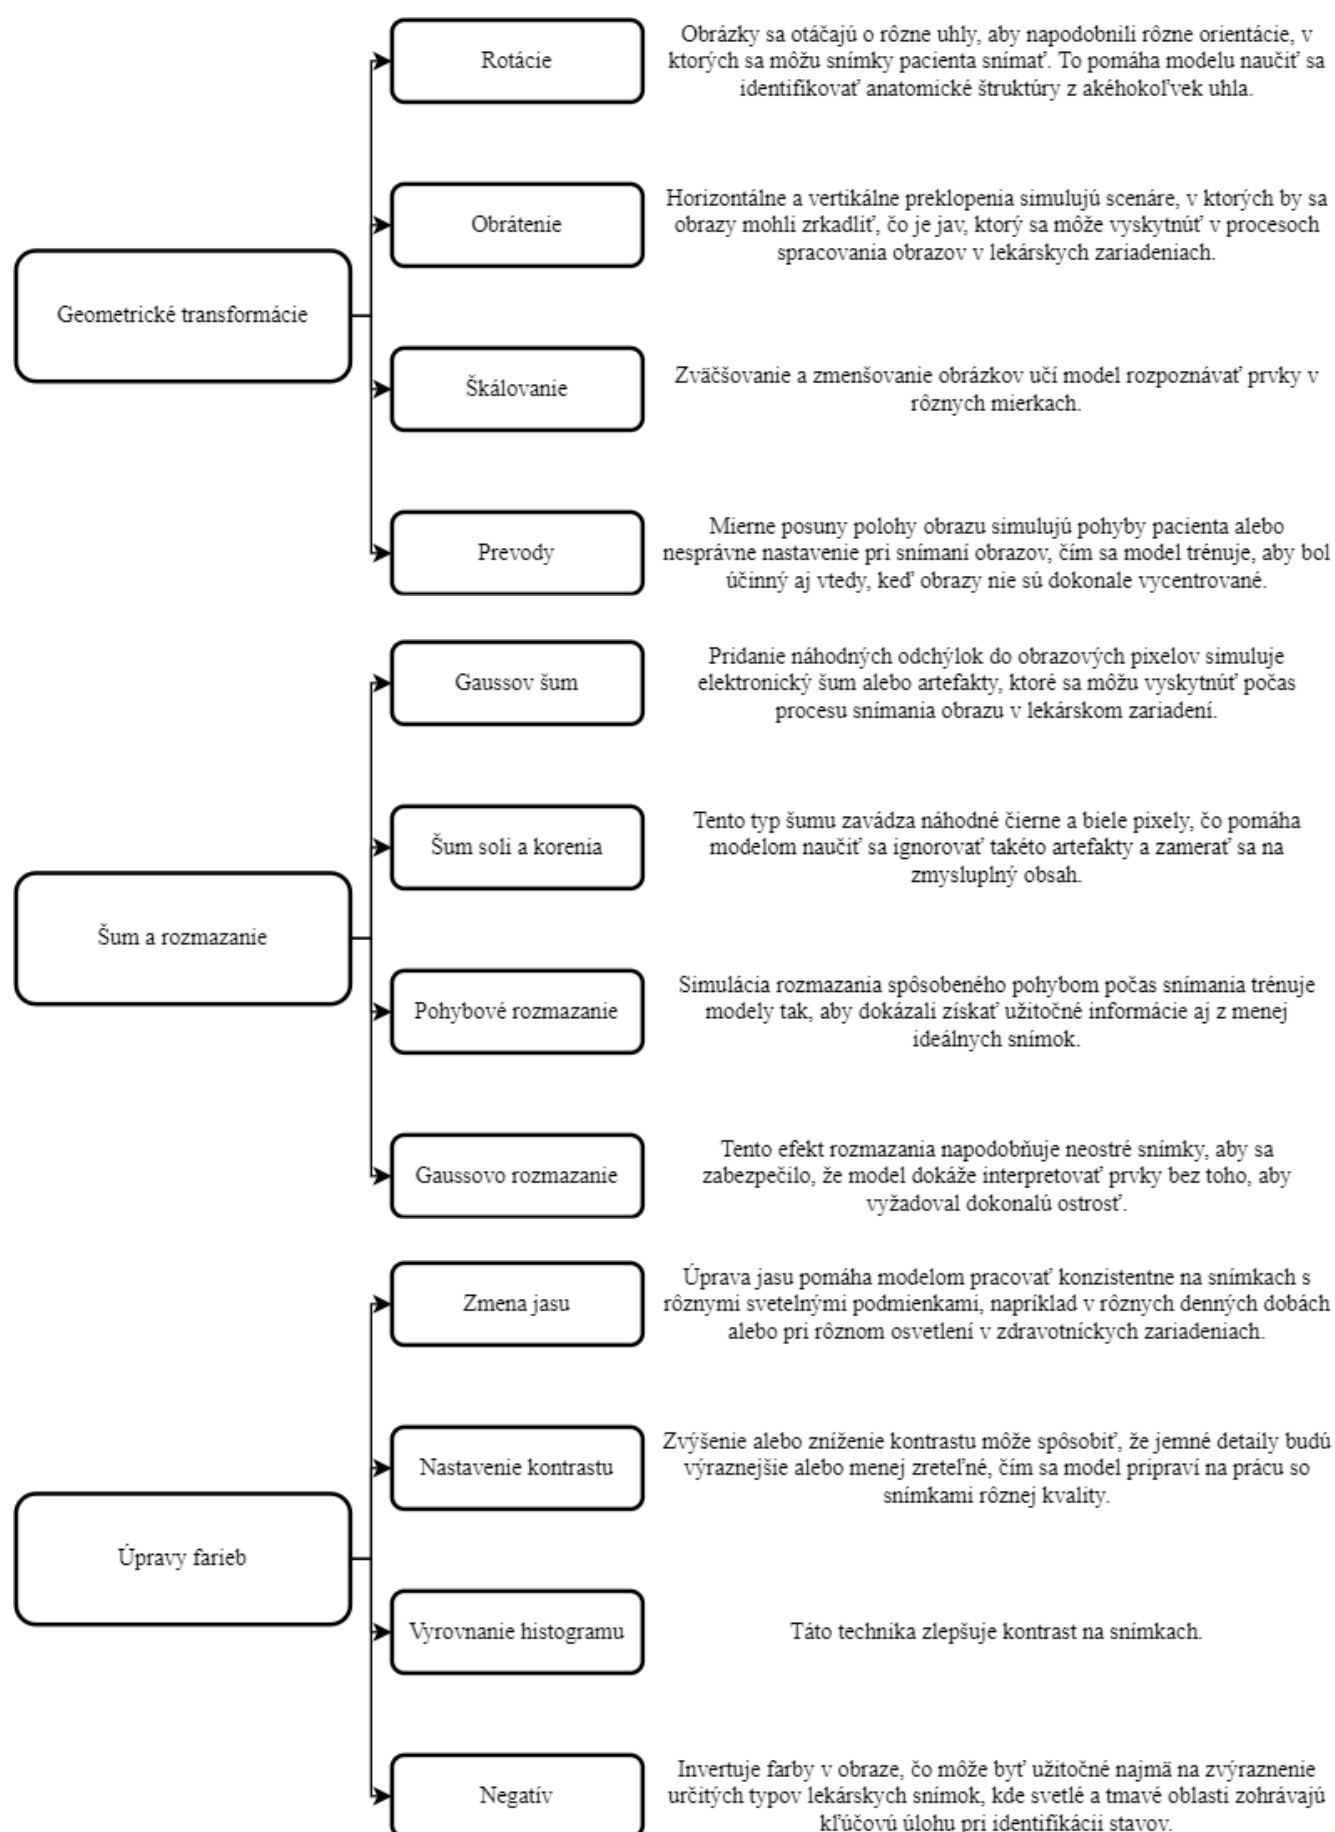 Rotácie
Obrázky sa otáčajú o rôzne uhly, aby napodobnili rôzne orientácie, v
ktorých sa môžu snímky pacienta snímať. To pomáha modelu naučiť sa
identifikovať anatomické štruktúry z akéhokoľvek uhla.
Obrátenie
Horizontálne a vertikálne preklopenia simulujú scenáre, v ktorých by sa
obrazy mohli zrkadliť, čo je jav, ktorý sa môže vyskytnúť v procesoch
spracovania obrazov v lekárskych zariadeniach.
Geometrické transformácie
Škálovanie
Zväčšovanie a zmenšovanie obrázkov učí model rozpoznávať prvky v
rôznych mierkach.
Prevody
Mierne posuny polohy obrazu simulujú pohyby pacienta alebo
nesprávne nastavenie pri snímaní obrazov, čím sa model trénuje, aby bol
účinný aj vtedy, keď obrazy nie sú dokonale vycentrované.
Gaussov šum
Pridanie náhodných odchýlok do obrazových pixelov simuluje
elektronický šum alebo artefakty, ktoré sa môžu vyskytnúť počas
procesu snímania obrazu v lekárskom zariadení.
Šum soli a korenia
Tento typ šumu zavádza náhodné čierne a biele pixely, čo pomáha
modelom naučiť sa ignorovať takéto artefakty a zamerať sa na
zmysluplný obsah.
Šum a rozmazanie
Pohybové rozmazanie
Simulácia rozmazania spôsobeného pohybom počas snímania trénuje
modely tak, aby dokázali získať užitočné informácie aj z menej
ideálnych snímok.
Gaussovo rozmazanie
Tento efekt rozmazania napodobňuje neostré snímky, aby sa
zabezpečilo, že model dokáže interpretovať prvky bez toho, aby
vyžadoval dokonalú ostrosť.
Zmena jasu
Úprava jasu pomáha modelom pracovať konzistentne na snímkach s
rôznymi svetelnými podmienkami, napríklad v rôznych denných dobách
alebo pri rôznom osvetlení v zdravotníckych zariadeniach.
Nastavenie kontrastu
Zvýšenie alebo zníženie kontrastu môže spôsobiť, že jemné detaily budú
výraznejšie alebo menej zreteľné, čím sa model pripraví na prácu so
snímkami rôznej kvality.
Úpravy farieb
Vyrovnanie histogramu
Táto technika zlepšuje kontrast na snímkach.
Negatív
Invertuje farby v obraze, čo môže byť užitočné najmä na zvýraznenie
určitých typov lekárskych snímok, kde svetlé a tmavé oblasti zohrávajú
kľúčovú úlohu pri identifikácii stavov.